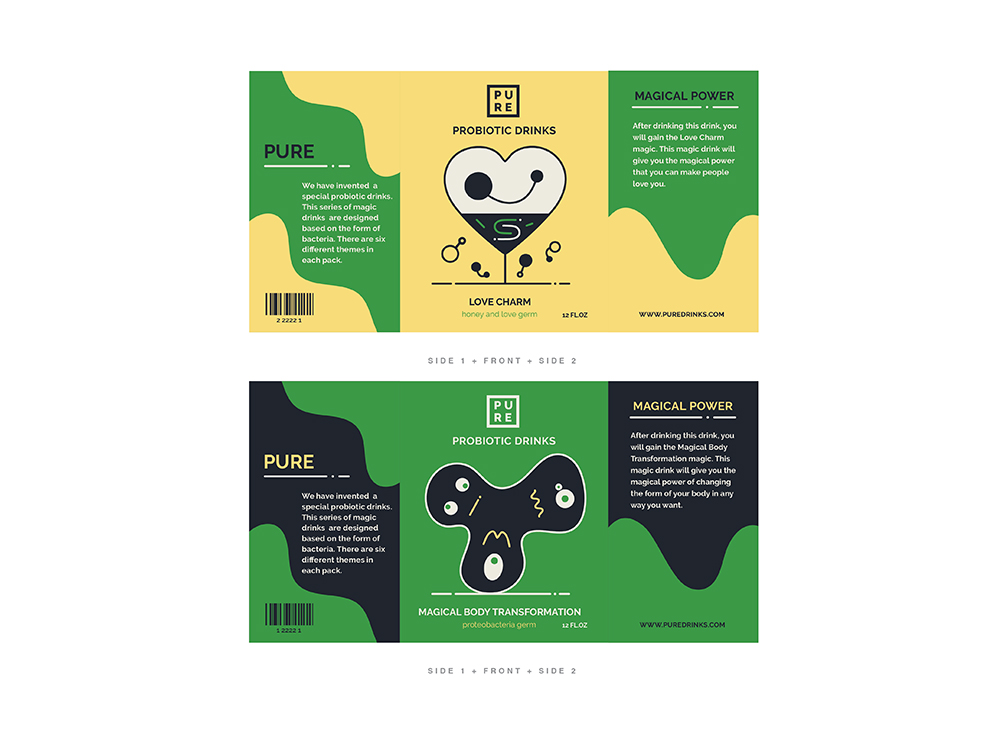 PURE
We have invented a
special probiotic drinks.
This series of magic
drinks are designed
based on the form of
bacteria. There are six
different themes in
each pack.
2 2222 1
PU
RE
PROBIOTIC DRINKS
LOVE CHARM
honey and love germ
12 FL.OZ
MAGICAL POWER
After drinking this drink, you
will gain the Love Charm
magic. This magic drink will
give you the magical power
that you can make people
love you.
WWW.PUREDRINKS.COM
SIDE 1 + FRONT + SIDE 2
PURE
We have invented a
special probiotic drinks.
This series of magic
drinks are designed
based on the form of
bacteria. There are six
different themes in
each pack.
1 2222 1
PU
RE
PROBIOTIC DRINKS
MAGICAL BODY TRANSFORMATION
proteobacteria germ
12 FL.OZ
MAGICAL POWER
After drinking this drink, you
will gain the Magical Body
Transformation magic. This
magic drink will give you the
magical power of changing
the form of your body in any
way you want.
WWW.PUREDRINKS.COM
SIDE 1 + FRONT + SIDE 2